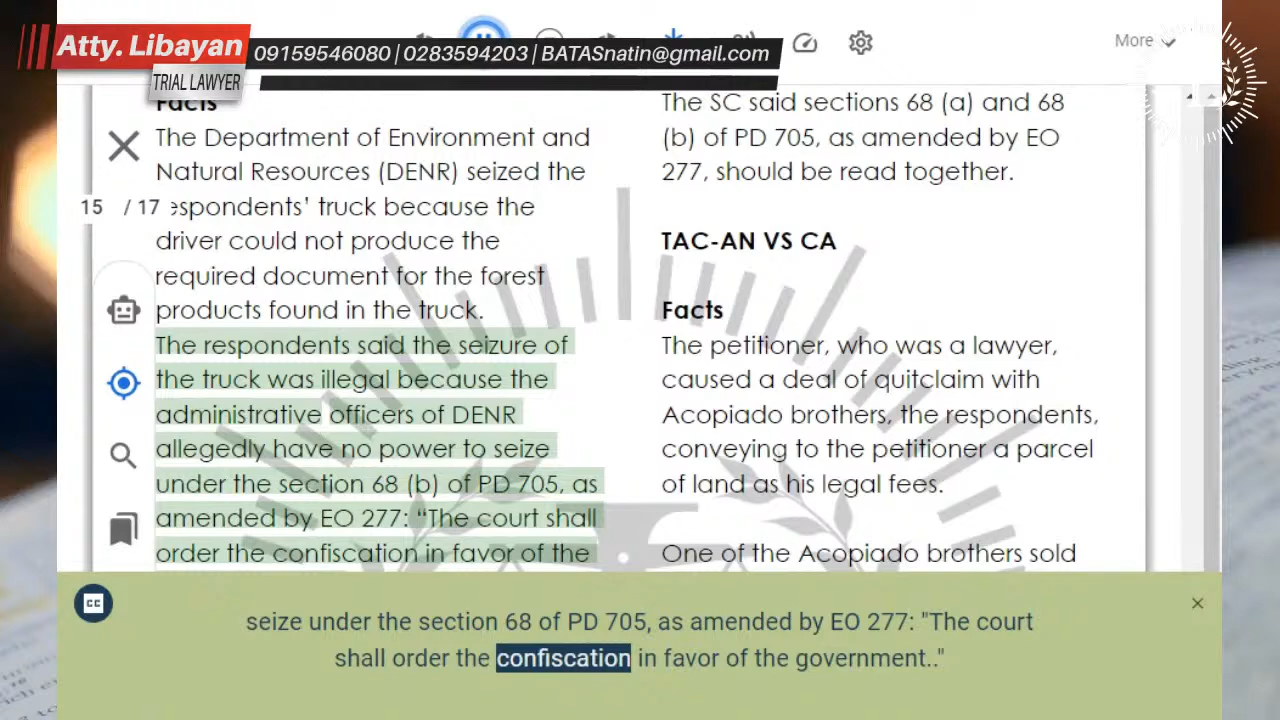 Atty. Libayan
TRIAL LAWYER
09159546080 | 0283594203 | BATASnatin@gmail.com
More
15 / 17
Facts
The Department of Environment and
Natural Resources (DENR) seized the
espondents' truck because the
driver could not produce the
required document for the forest
products found in the truck.
The respondents said the seizure of
the truck was illegal because the
administrative officers of DENR
allegedly have no power to seize
under the section 68 (b) of PD 705, as
amended by EO 277: “The court shall
order the confiscation in favor of the
The SC said sections 68 (a) and 68
(b) of PD 705, as amended by EO
277, should be read together.
TAC-AN VS CA
Facts
The petitioner, who was a lawyer,
caused a deal of quitclaim with
Acopiado brothers, the respondents,
conveying to the petitioner a parcel
of land as his legal fees.
One of the Acopiado brothers sold
CC
seize under the section 68 of PD 705, as amended by EO 277: "The court
shall order the confiscation in favor of the government.."